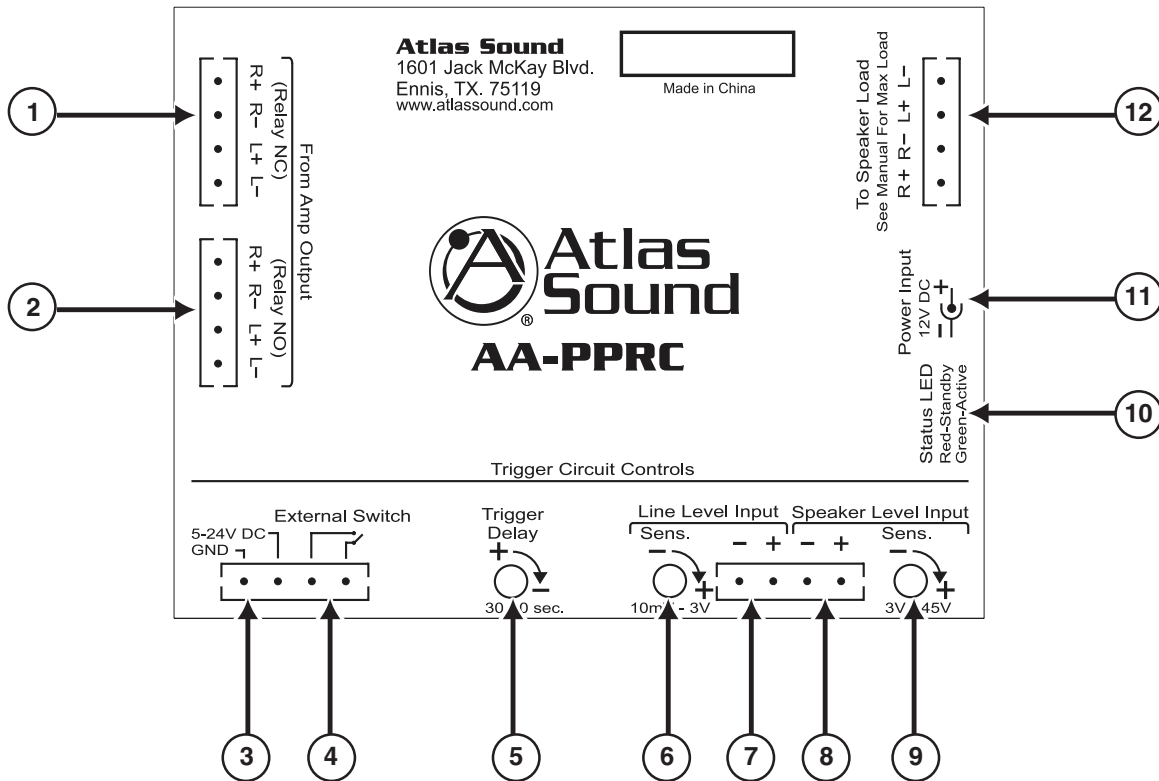 Atlas Sound
1601 Jack McKay Blvd.
Ennis, TX. 75119
www.atlassound.com
Made in China
R+ R− L+ L−
(Relay NC)
From Amp Output
R+ R− L+ L−
(Relay NO)
To Speaker Load
See Manual For Max Load
R+ R− L+ L−
Atlas
Sound
®
AA-PPRC
Power Input
12V DC
− +
Status LED
Red-Standby
Green-Active
Trigger Circuit Controls
5-24V DC
GND
External Switch
Trigger
Delay
+ −
sec.
Line Level Input
Sens.
− +
− +
3V
Speaker Level Input
− +
Sens.
− +
3V 45V
1
2
3
4
5
6
7
8
9
10
11
12